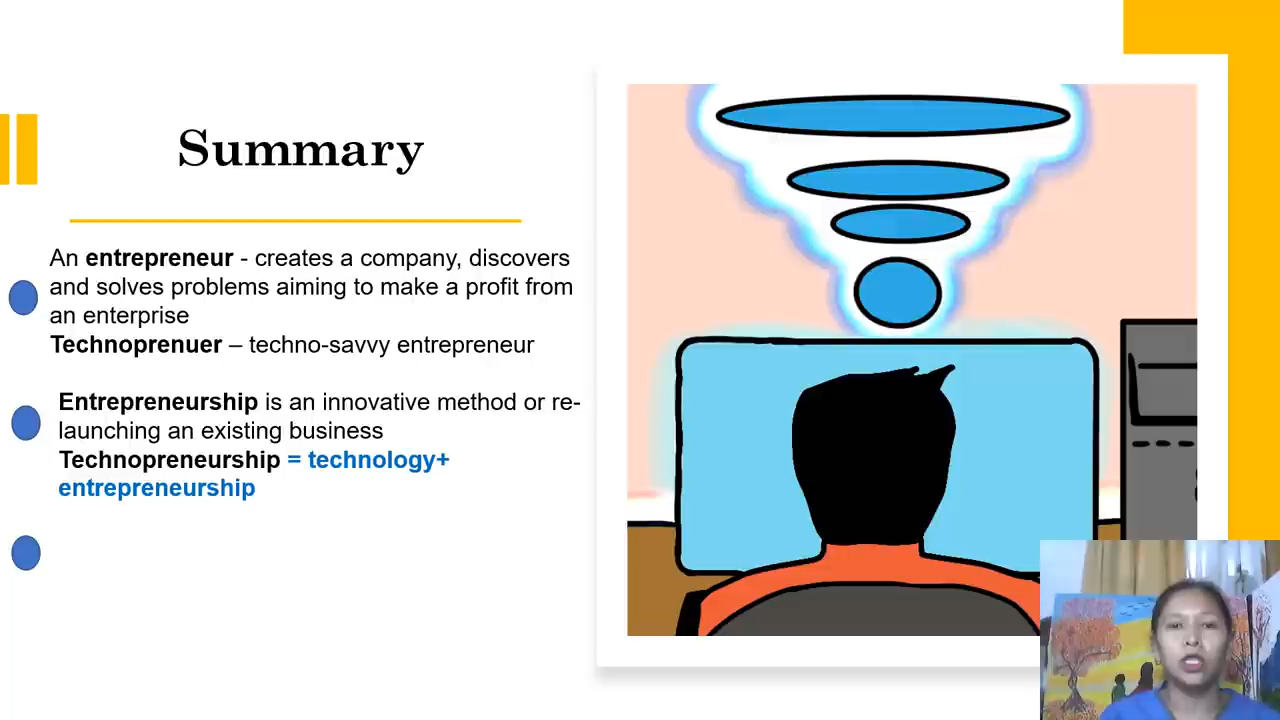 Summary
An entrepreneur - creates a company, discovers
and solves problems aiming to make a profit from
an enterprise
Technoprenuer – techno-savvy entrepreneur
Entrepreneurship is an innovative method or re-
launching an existing business
Technopreneurship = technology+
entrepreneurship